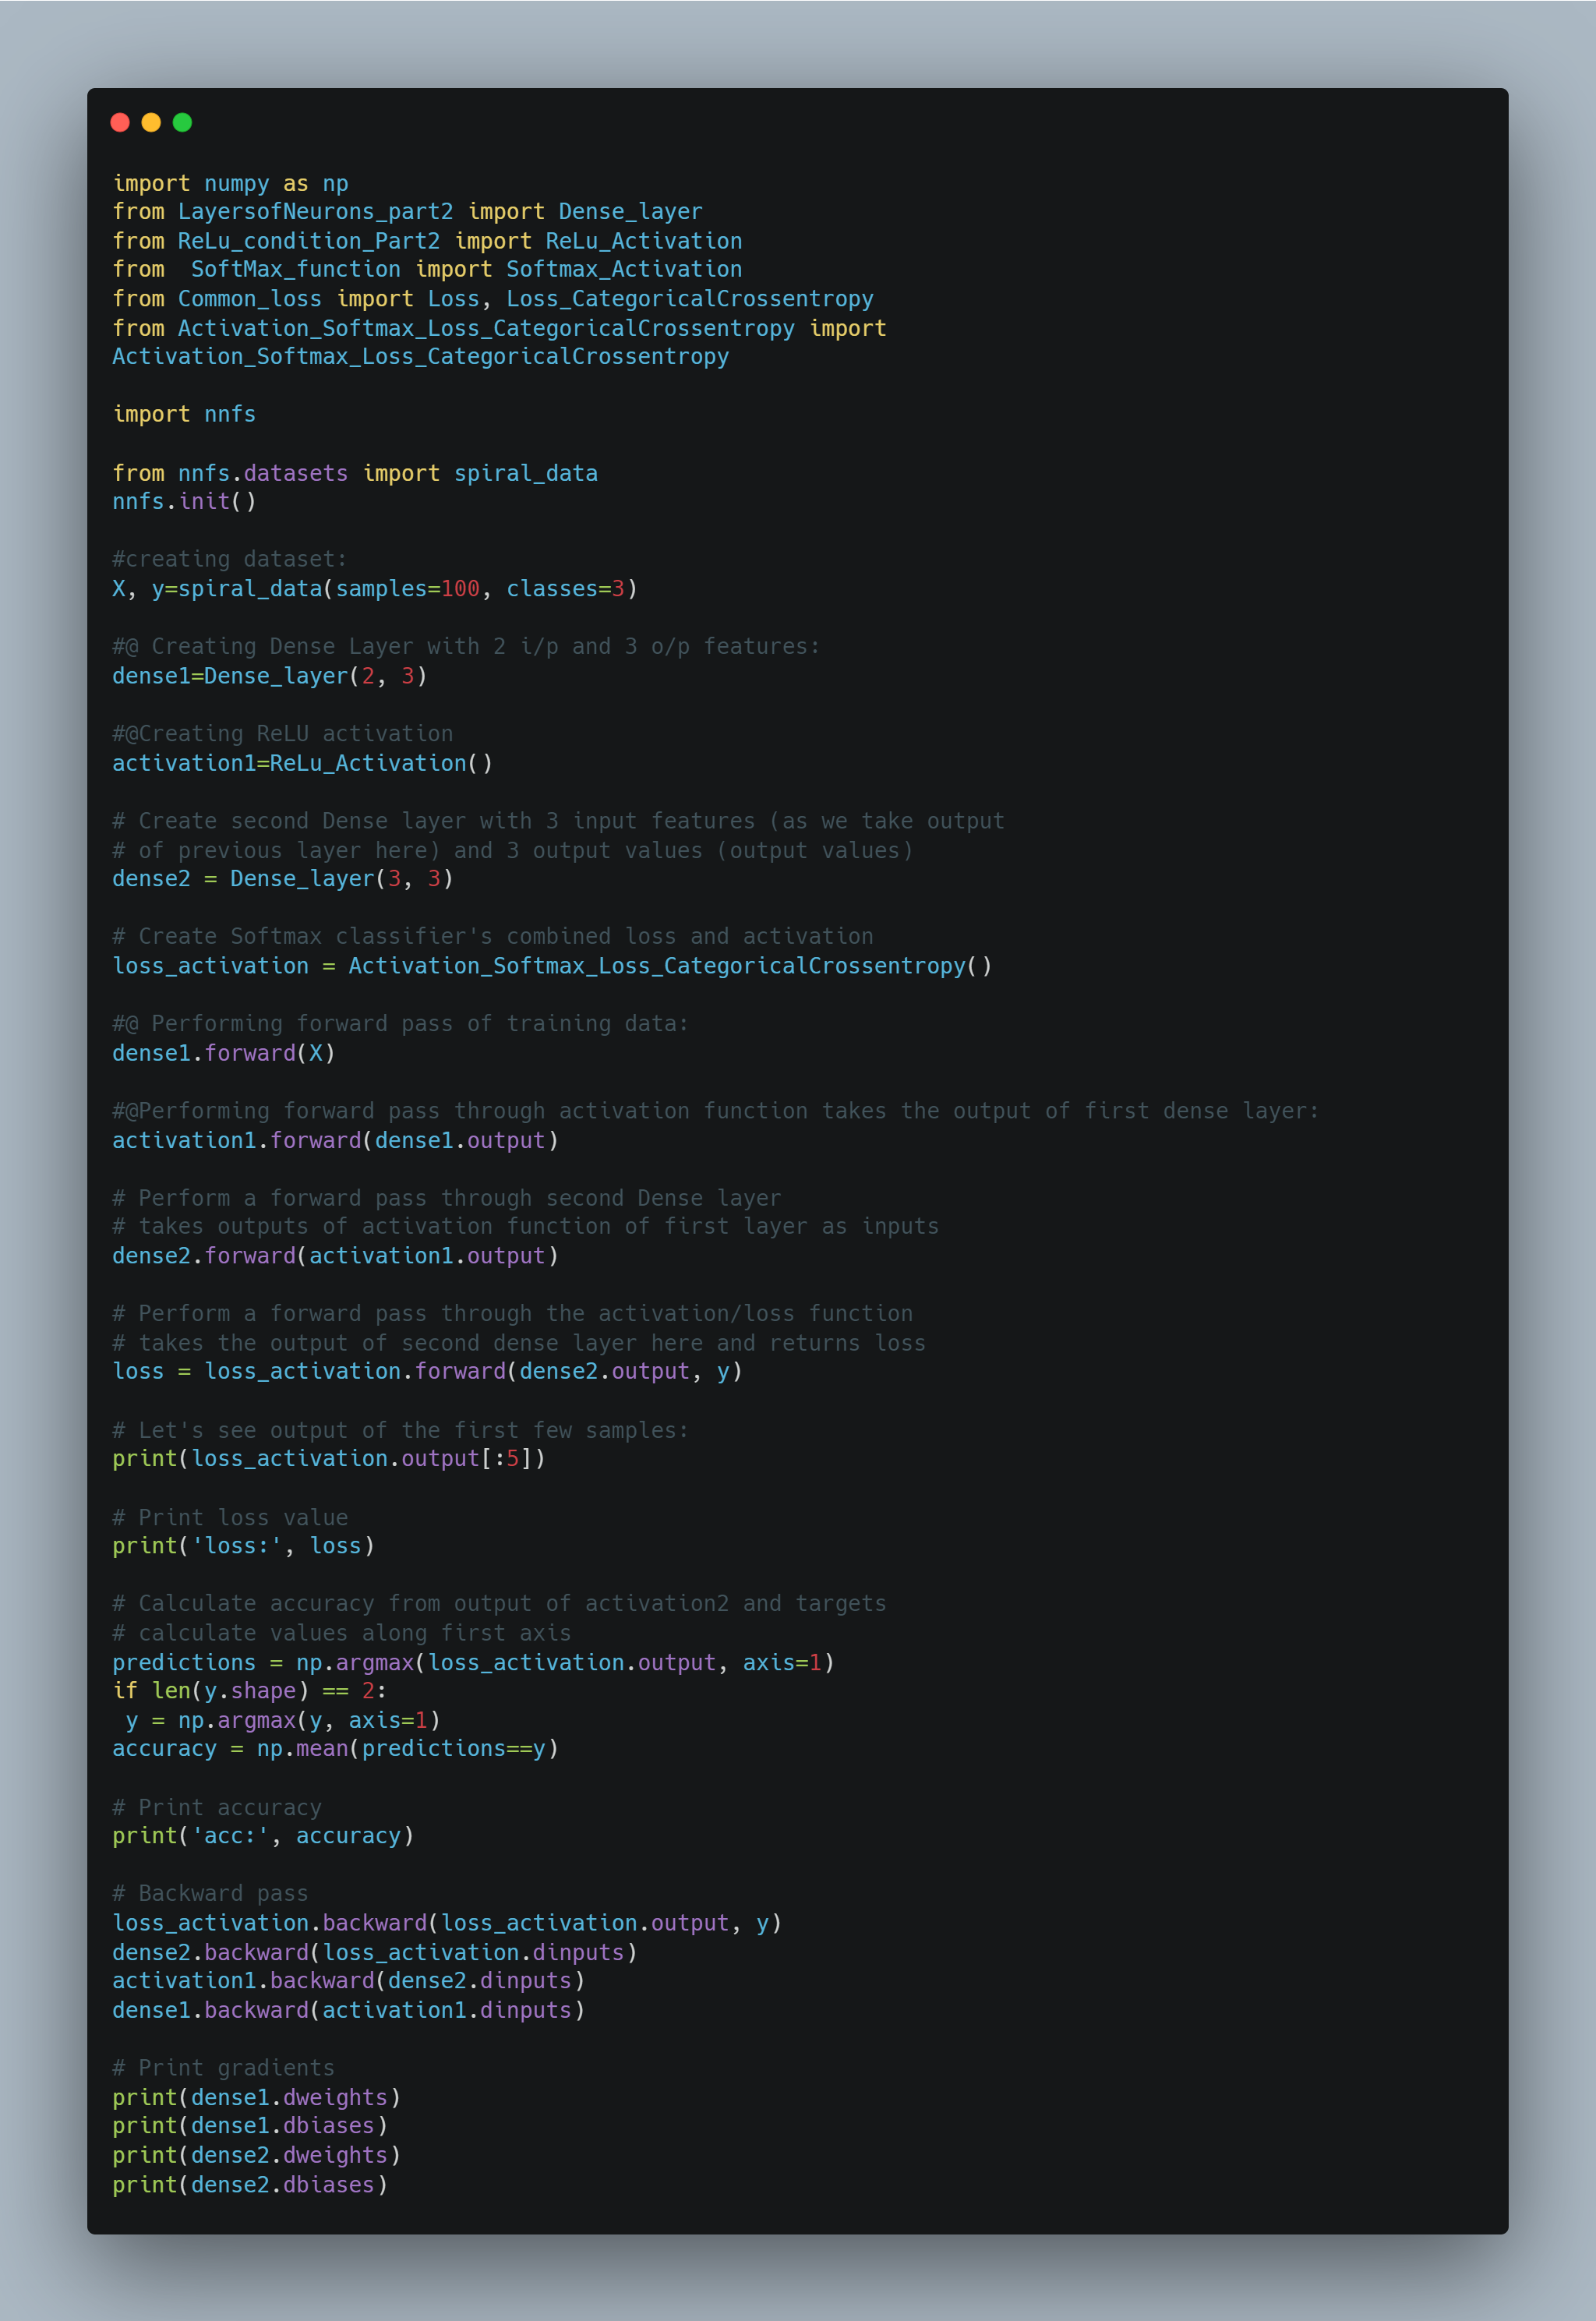 import numpy as np
from LayersofNeurons_part2 import Dense_layer
from ReLu_condition_Part2 import ReLu_Activation
from  SoftMax_function import Softmax_Activation
from Common_loss import Loss, Loss_CategoricalCrossentropy
from Activation_Softmax_Loss_CategoricalCrossentropy import
Activation_Softmax_Loss_CategoricalCrossentropy

import nnfs

from nnfs.datasets import spiral_data
nnfs.init()

#creating dataset:
X, y=spiral_data(samples=100, classes=3)

#@ Creating Dense Layer with 2 i/p and 3 o/p features:
dense1=Dense_layer(2, 3)

#@Creating ReLU activation
activation1=ReLu_Activation()

# Create second Dense layer with 3 input features (as we take output
# of previous layer here) and 3 output values (output values)
dense2 = Dense_layer(3, 3)

# Create Softmax classifier's combined loss and activation
loss_activation = Activation_Softmax_Loss_CategoricalCrossentropy()

#@ Performing forward pass of training data:
dense1.forward(X)

#@Performing forward pass through activation function takes the output of first dense layer:
activation1.forward(dense1.output)

# Perform a forward pass through second Dense layer
# takes outputs of activation function of first layer as inputs
dense2.forward(activation1.output)

# Perform a forward pass through the activation/loss function
# takes the output of second dense layer here and returns loss
loss = loss_activation.forward(dense2.output, y)

# Let's see output of the first few samples:
print(loss_activation.output[:5])

# Print loss value
print('loss:', loss)

# Calculate accuracy from output of activation2 and targets
# calculate values along first axis
predictions = np.argmax(loss_activation.output, axis=1)
if len(y.shape) == 2:
 y = np.argmax(y, axis=1)
accuracy = np.mean(predictions==y)

# Print accuracy
print('acc:', accuracy)

# Backward pass
loss_activation.backward(loss_activation.output, y)
dense2.backward(loss_activation.dinputs)
activation1.backward(dense2.dinputs)
dense1.backward(activation1.dinputs)

# Print gradients
print(dense1.dweights)
print(dense1.dbiases)
print(dense2.dweights)
print(dense2.dbiases)